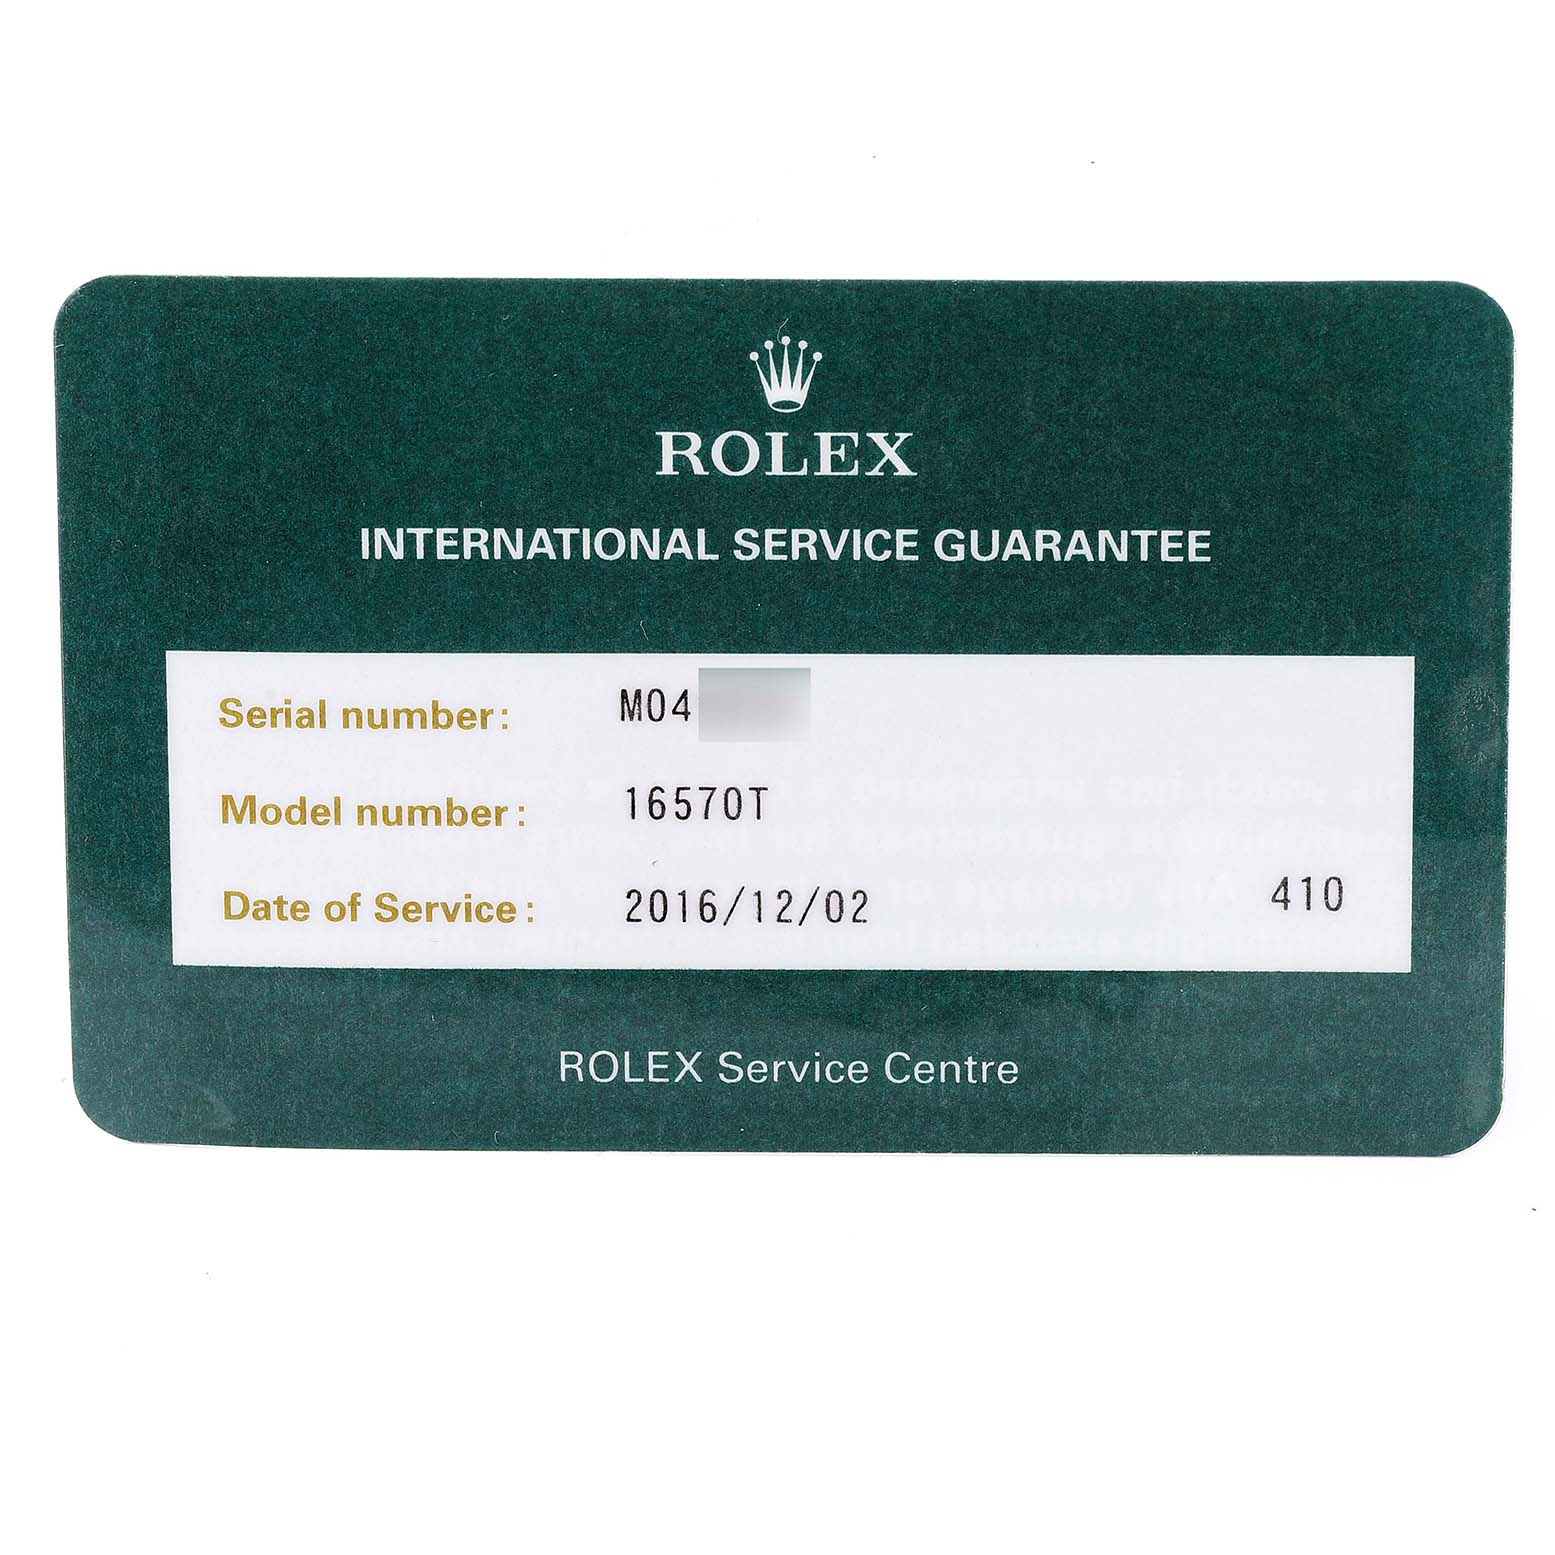 ROLEX
INTERNATIONAL SERVICE GUARANTEE
Serial number: M04
Model number: 16570T
Date of Service: 2016/12/02 410
ROLEX Service Centre